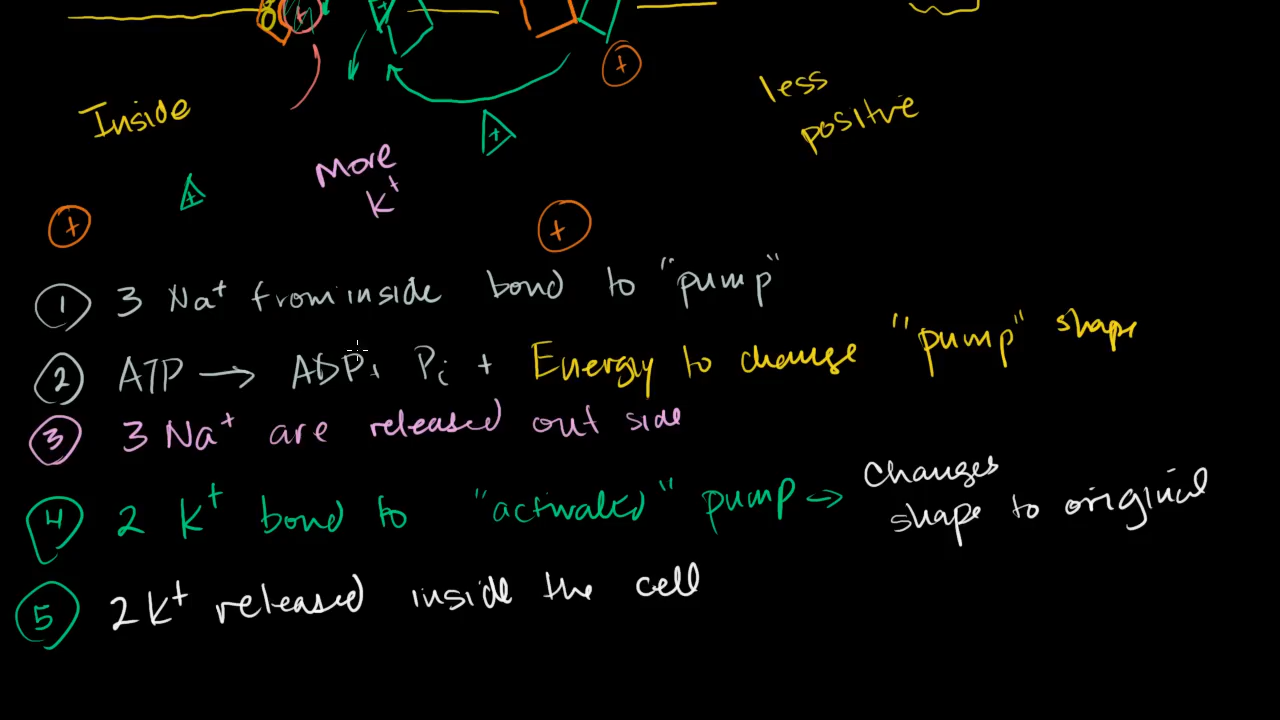 +
+
+
less
positive
Inside
+
More
K+
+
+
+
1 3 Na+ from inside bond to "pump"
2 ATP → ADP, Pi + Energy to change "pump" shape
3 3 Na+ are released out side
4 2 K+ bond to "activated" pump → changes
shape to original
5 2K+ released inside the cell